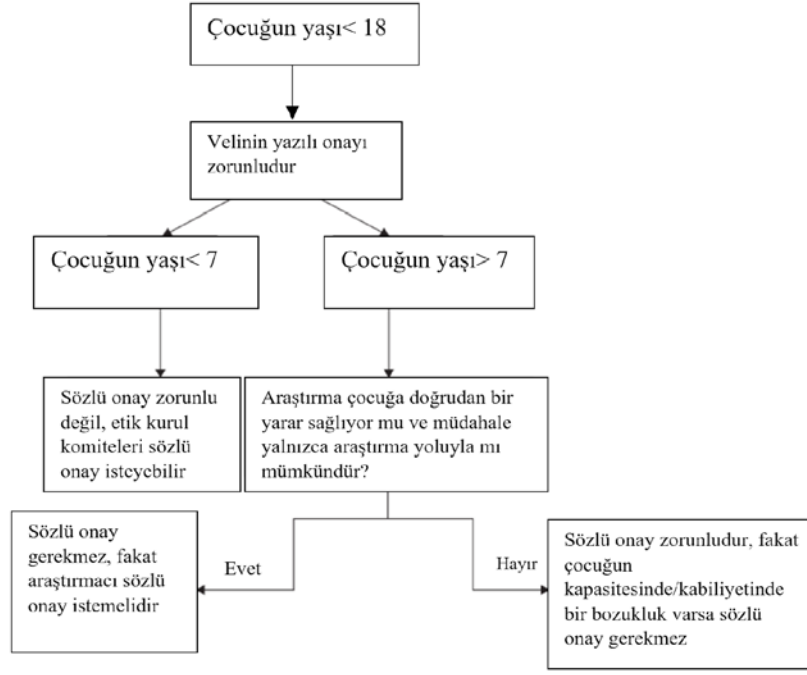 Çocuğun yaşı< 18
Velinin yazılı onayı
zorunludur
Çocuğun yaşı< 7
Çocuğun yaşı> 7
Sözlü onay zorunlu
değil, etik kurul
komiteleri sözlü
onay isteyebilir
Araştırma çocuğa doğrudan bir
yarar sağlıyor mu ve müdahale
yalnızca araştırma yoluyla mı
mümkündür?
Sözlü onay
gerekmez, fakat
araştırmacı sözlü
onay istemelidir
Evet
Hayır
Sözlü onay zorunludur, fakat
çocuğun
kapasitesinde/kabiliyetinde
bir bozukluk varsa sözlü
onay gerekmez